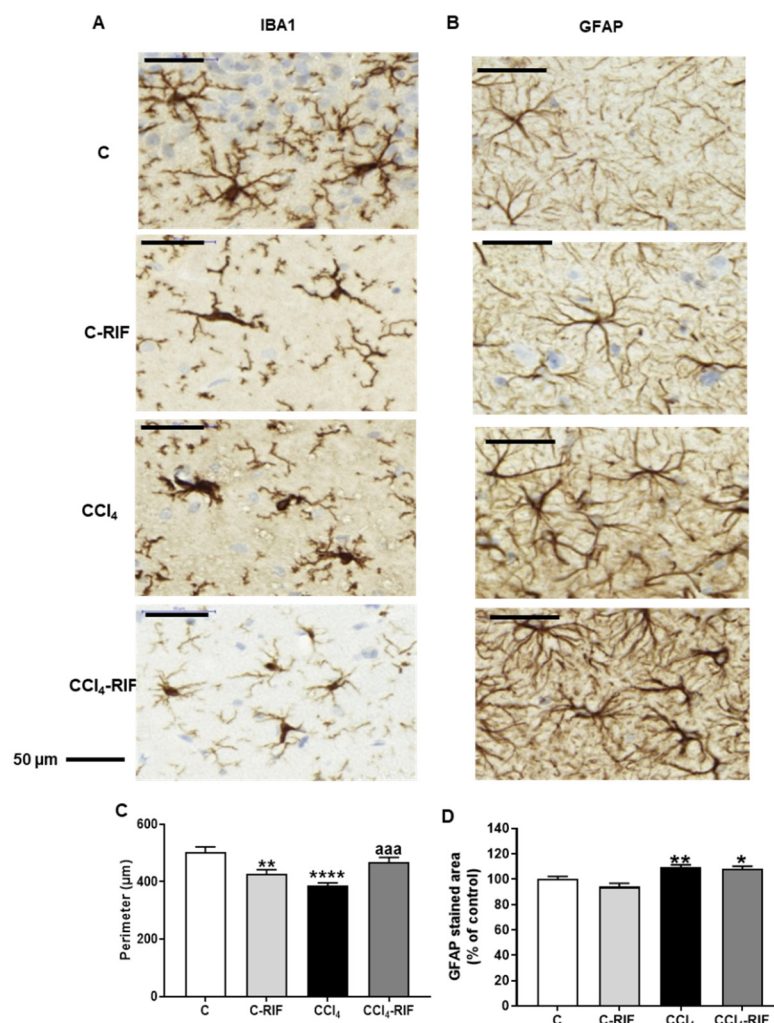 A IBA1 B GFAP
C
C-RIF
CCl₄
CCl₄-RIF
50 µm
C
600
400
200
0
Perimeter (µm)
**
****
aaa
C C-RIF CCl₄ CCl₄-RIF
D
140
120
100
80
60
40
20
0
GFAP stained area
(% of control)
**
*
C C-RIF CCl₄ CCl₄-RIF